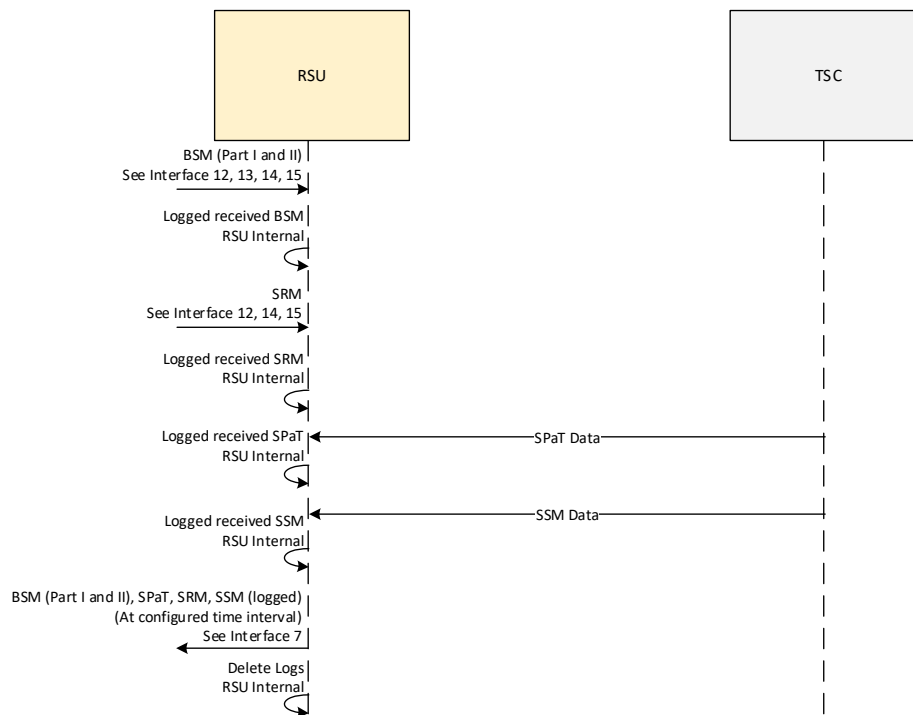 RSU
TSC
BSM (Part I and II)
See Interface 12, 13, 14, 15
Logged received BSM
RSU Internal
SRM
See Interface 12, 14, 15
Logged received SRM
RSU Internal
Logged received SPaT
RSU Internal
SPaT Data
Logged received SSM
RSU Internal
SSM Data
BSM (Part I and II), SPaT, SRM, SSM (logged)
(At configured time interval)
See Interface 7
Delete Logs
RSU Internal